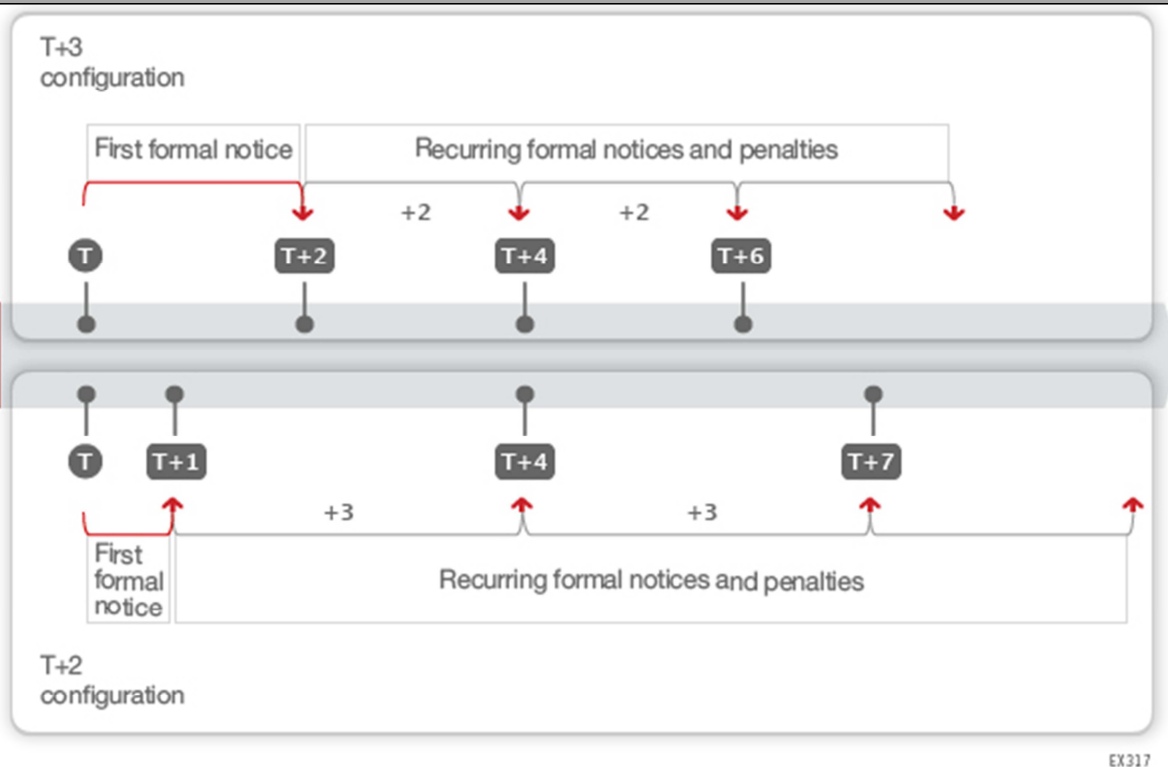 T+3
configuration
First formal notice
Recurring formal notices and penalties
+2
+2
T
T+2
T+4
T+6
T
T+1
T+4
T+7
+3
+3
First
formal
notice
Recurring formal notices and penalties
T+2
configuration
EX317